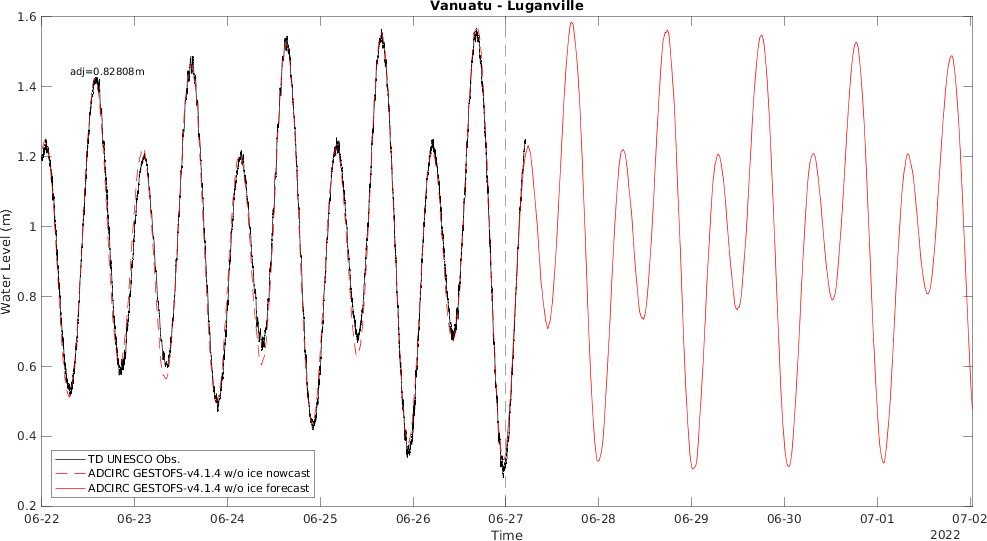 Vanuatu - Luganville
adj=0.82808m
Water Level (m)
1.6
1.4
1.2
1
0.8
0.6
0.4
0.2
TD UNESCO Obs.
ADCIRC GESTOFS-v4.1.4 w/o ice nowcast
ADCIRC GESTOFS-v4.1.4 w/o ice forecast
06-22 06-23 06-24 06-25 06-26 06-27 06-28 06-29 06-30 07-01 07-02
Time
2022